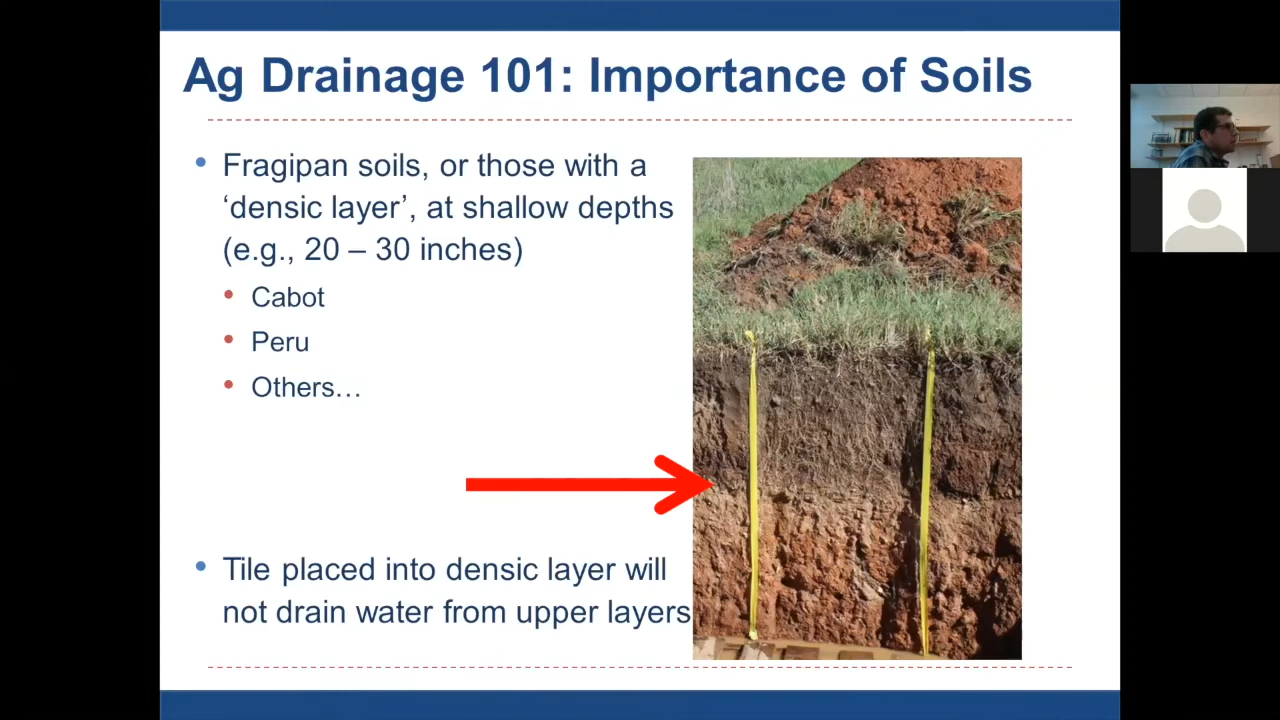 Ag Drainage 101: Importance of Soils
• Fragipan soils, or those with a
‘densic layer’, at shallow depths
(e.g., 20 – 30 inches)
• Cabot
• Peru
• Others…
• Tile placed into densic layer will
not drain water from upper layers